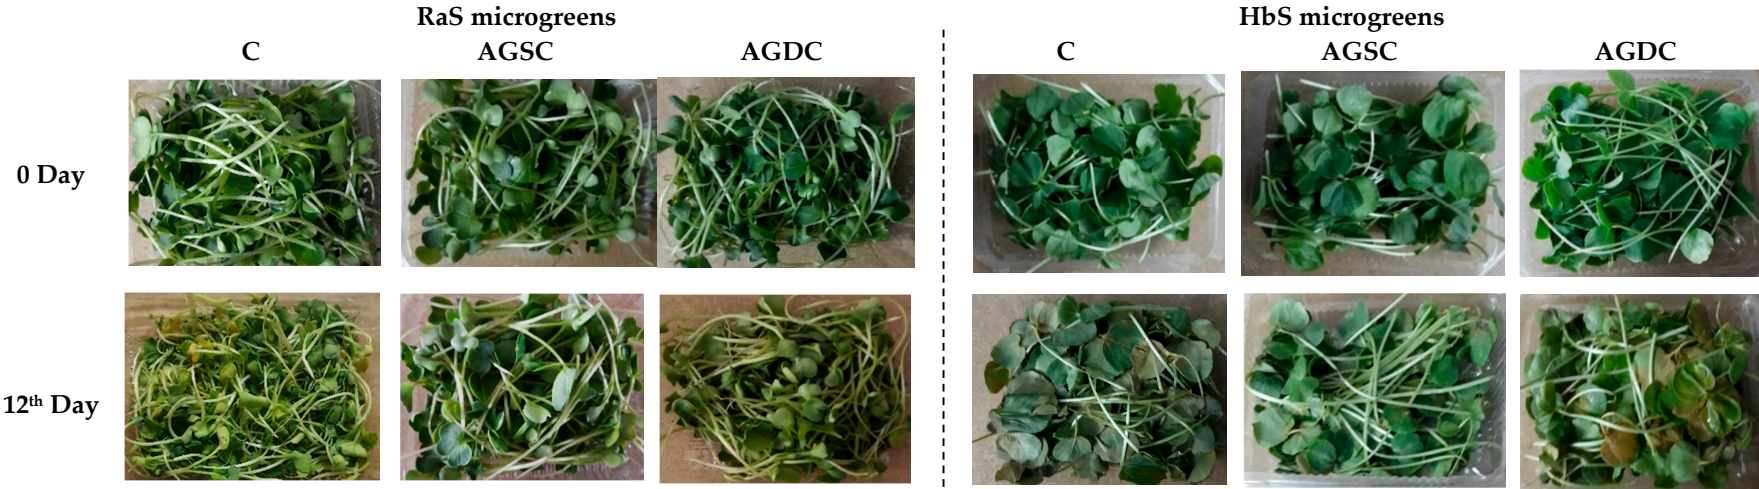 RaS microgreens
HbS microgreens
C AGSC AGDC C AGSC AGDC
0 Day
12th Day